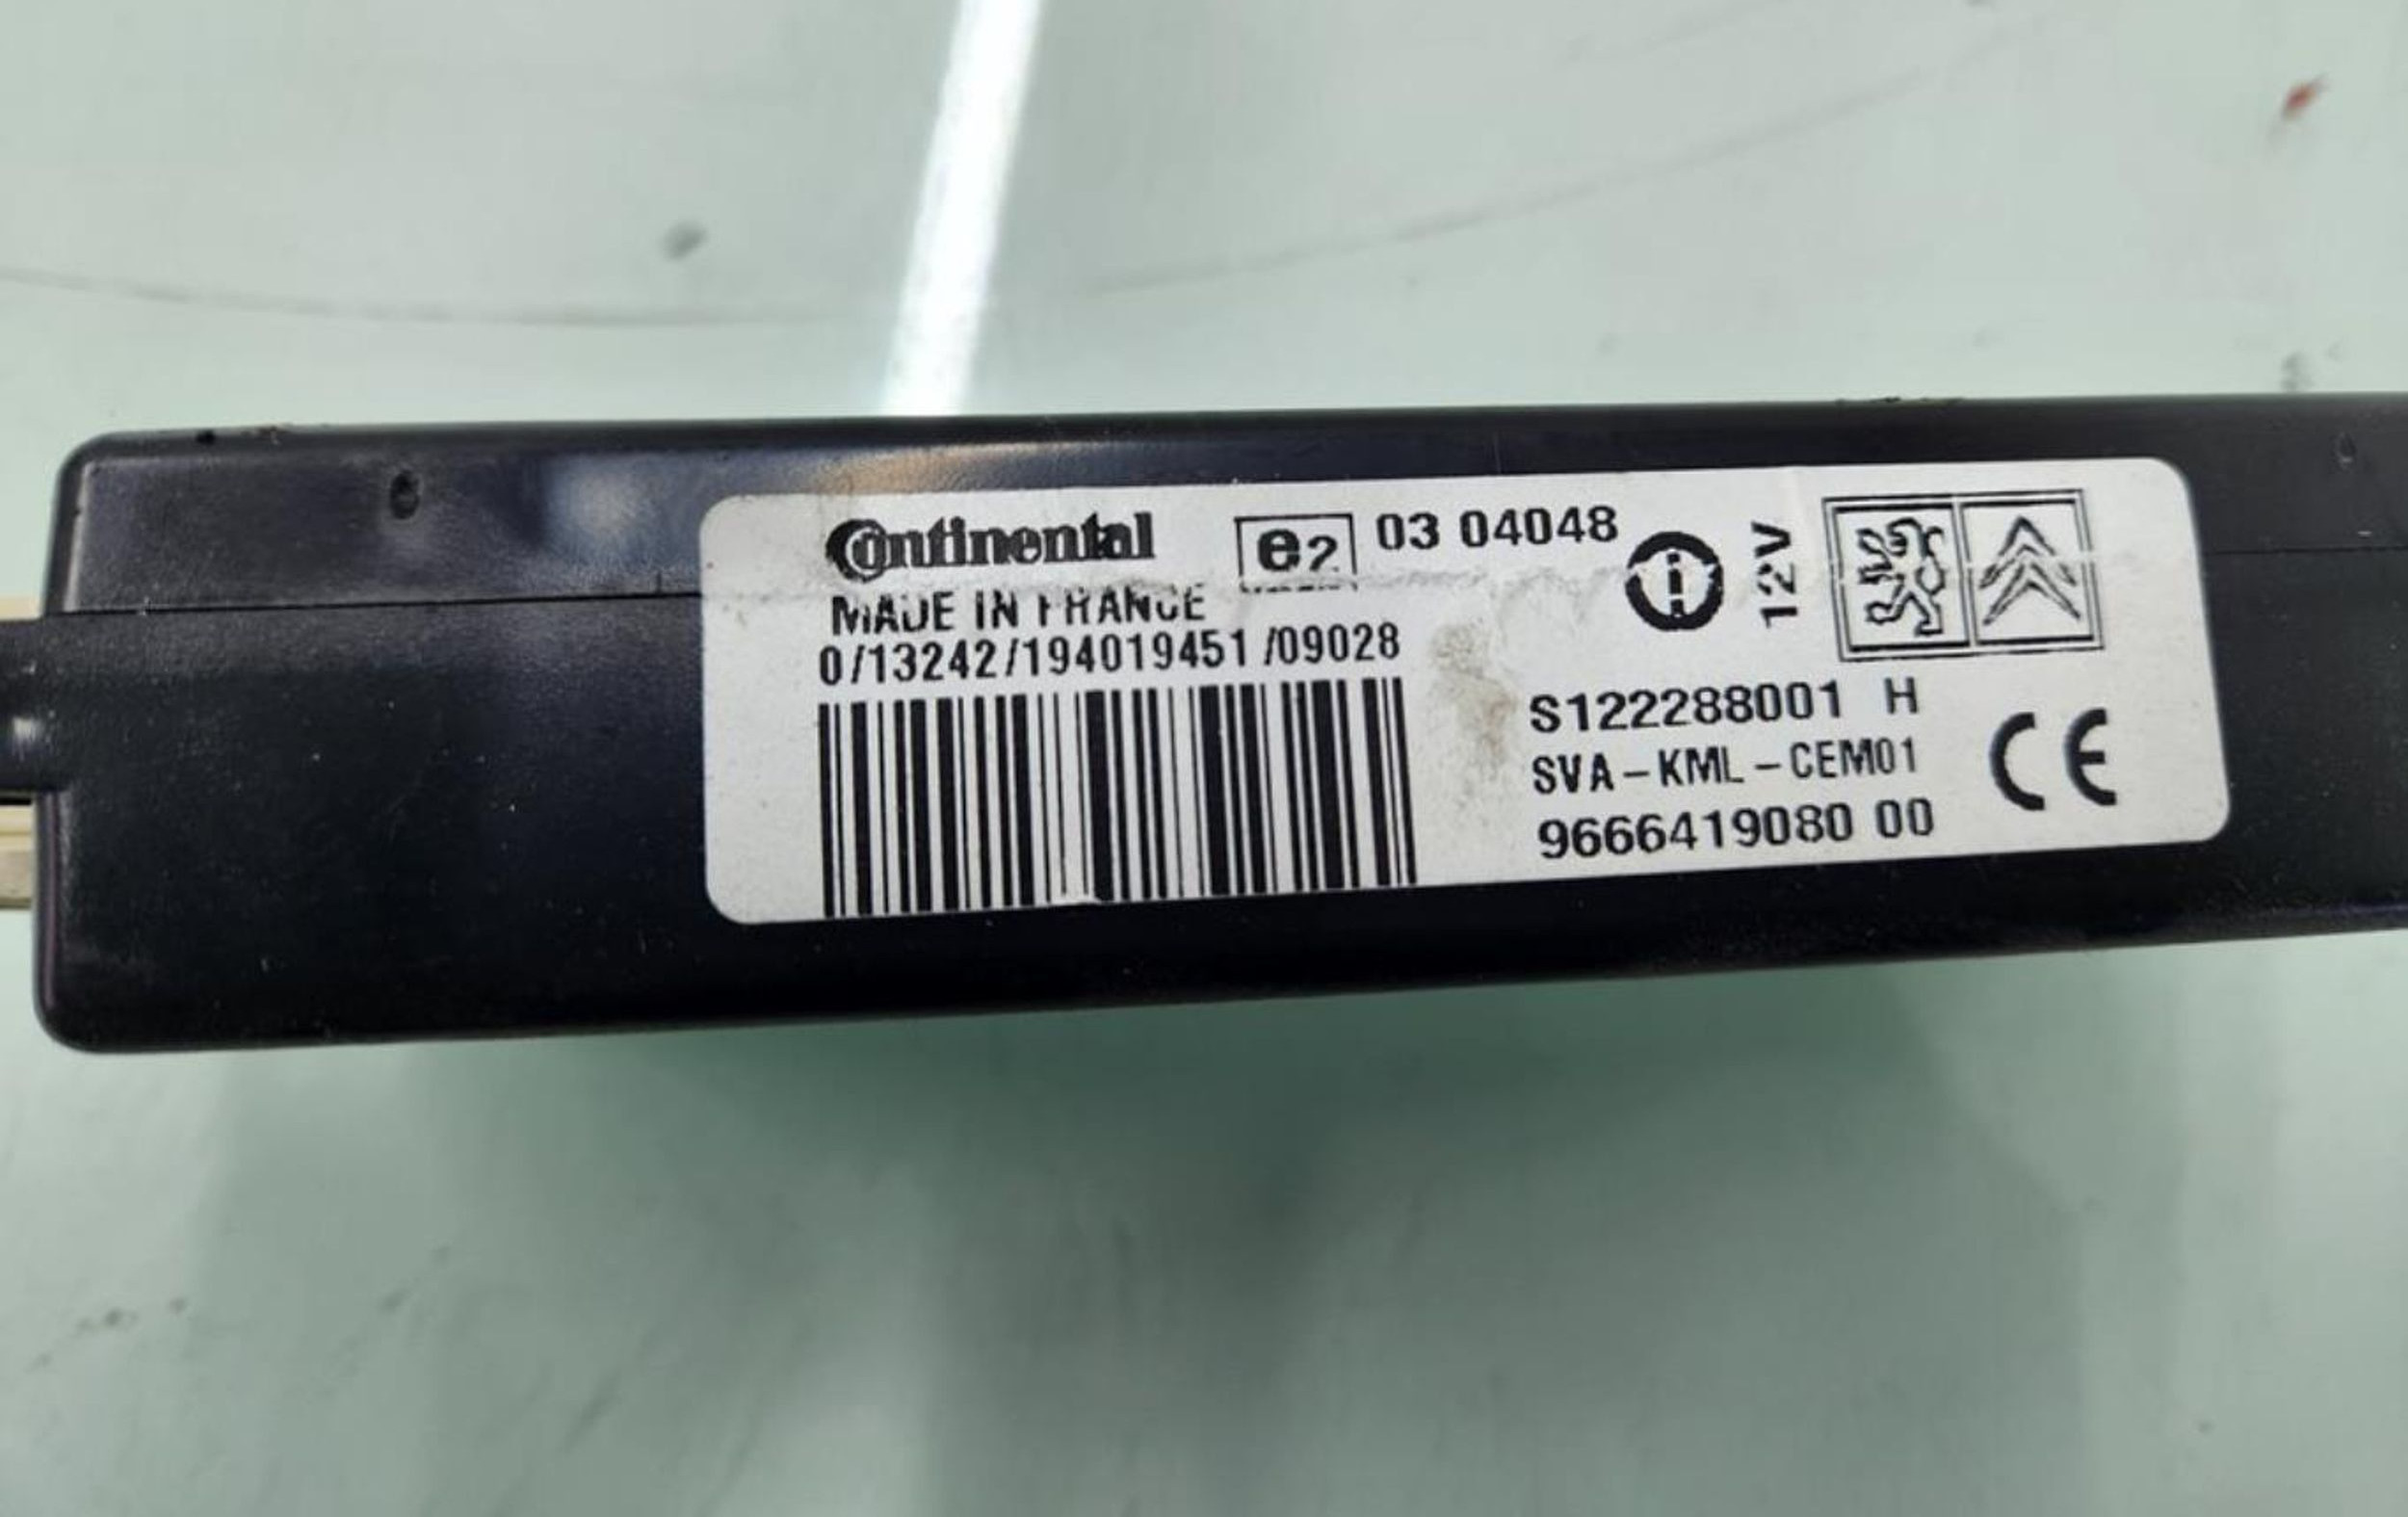 Continental
e2 03 04048
12V
MADE IN FRANCE
0/13242/194019451/09028
S122288001 H
SVA-KML-CEM01
9666419080 00
CE